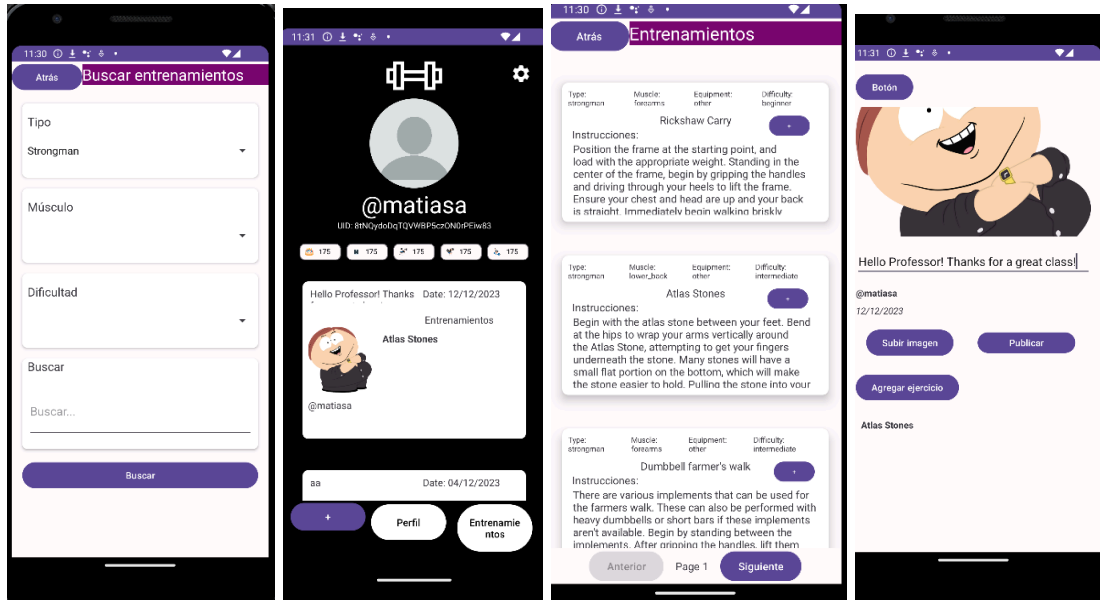 11:30
Atrás
Buscar entrenamientos
Tipo
Strongman
Músculo
Dificultad
Buscar
Buscar...
Buscar
11:31
@matiasa
UID: 8tNQydoDqTQVWBP5czON0rPEiw83
175
175
175
175
175
Hello Professor! Thanks
Date: 12/12/2023
Entrenamientos
Atlas Stones
@matiasa
aa
Date: 04/12/2023
+
Perfil
Entrenamie
ntos
11:30
Atrás
Entrenamientos
Type: Muscle: Equipment: Difficulty:
strongman forearms other beginner
Rickshaw Carry
+
Instrucciones:
Position the frame at the starting point, and
load with the appropriate weight. Standing in the
center of the frame, begin by gripping the handles
and driving through your heels to lift the frame.
Ensure your chest and head are up and your back
is straight. Immediately begin walking briskly
Type: Muscle: Equipment: Difficulty:
strongman lower_back other intermediate
Atlas Stones
+
Instrucciones:
Begin with the atlas stone between your feet. Bend
at the hips to wrap your arms vertically around
the Atlas Stone, attempting to get your fingers
underneath the stone. Many stones will have a
small flat portion on the bottom, which will make
the stone easier to hold. Pulling the stone into your
Type: Muscle: Equipment: Difficulty:
strongman forearms other intermediate
Dumbbell farmer's walk
+
Instrucciones:
There are various implements that can be used for
the farmers walk. These can also be performed with
heavy dumbbells or short bars if these implements
aren't available. Begin by standing between the
implements. After gripping the handles, lift them
Anterior
Page 1
Siguiente
11:31
Botón
Hello Professor! Thanks for a great class!
@matiasa
12/12/2023
Subir imagen
Publicar
Agregar ejercicio
Atlas Stones